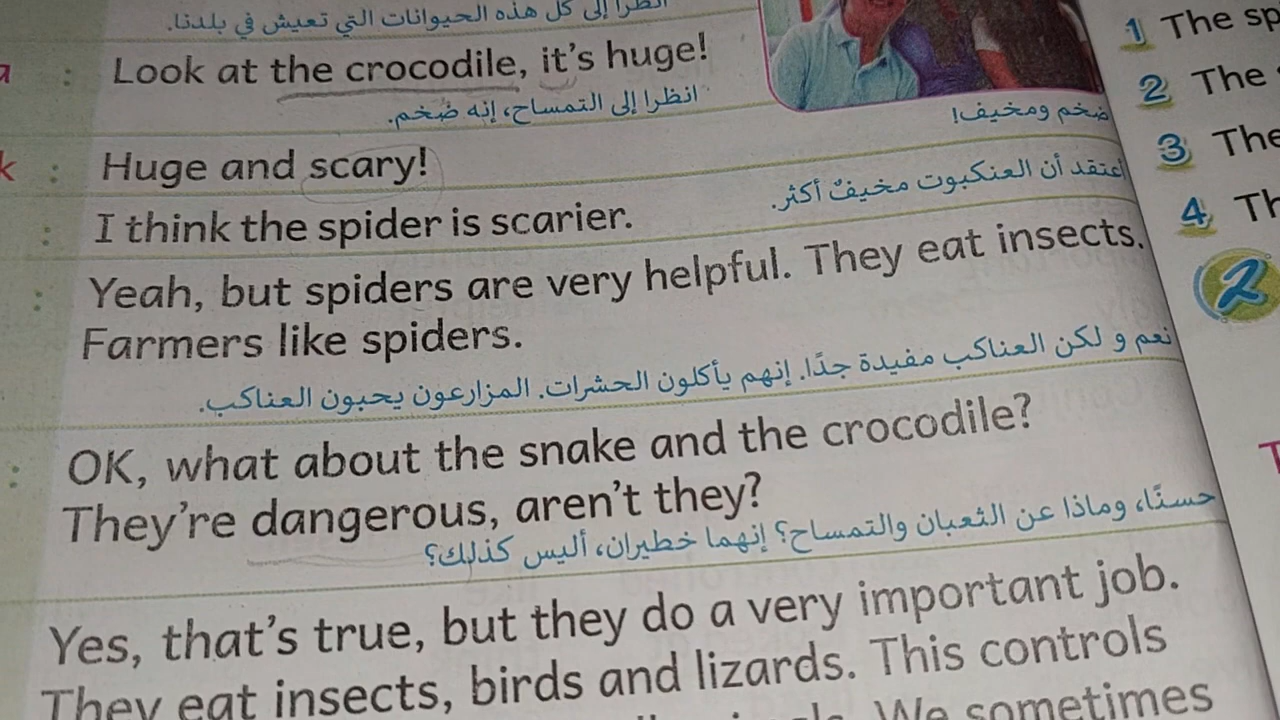 انظرا إلى كل هذه الحيوانات التي تعيش في بلدنا.
Look at the crocodile, it's huge!
انظرا إلى التمساح، إنه ضخم.
Huge and scary!
ضخم ومخيف!
I think the spider is scarier.
أعتقد أن العنكبوت مخيفٌ أكثر.
Yeah, but spiders are very helpful. They eat insects.
Farmers like spiders.
نعم و لكن العناكب مفيدة جدًا. إنهم يأكلون الحشرات. المزارعون يحبون العناكب.
OK, what about the snake and the crocodile?
They're dangerous, aren't they?
حسنًا، وماذا عن الثعبان والتمساح؟ إنهما خطيران، أليس كذلك؟
Yes, that's true, but they do a very important job.
They eat insects, birds and lizards. This controls
We sometimes
1 The
2 The
3 The
4
2